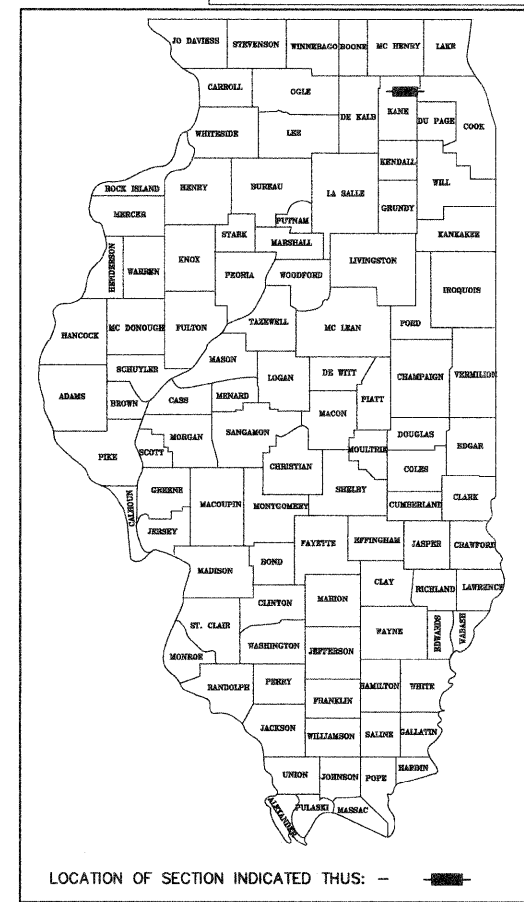 JO DAVIESS STEVENSON WINNEBAGO BOONE MC HENRY LAKE
CARROLL OGLE DE KALB KANE DU PAGE COOK
WHITESIDE LEE KENDALL WILL
ROCK ISLAND HENRY BUREAU LA SALLE GRUNDY
MERCER PUTNAM KANKAKEE
HENDERSON WARREN KNOX STARK MARSHALL LIVINGSTON
PEORIA WOODFORD IROQUOIS
HANCOCK MC DONOUGH FULTON TAZEWELL MC LEAN FORD
MASON
SCHUYLER LOGAN DE WITT CHAMPAIGN VERMILION
ADAMS BROWN CASS MENARD MACON PIATT
MORGAN SANGAMON DOUGLAS EDGAR
PIKE SCOTT CHRISTIAN MOULTRIE COLES
CALHOUN GREENE MACOUPIN SHELBY CUMBERLAND CLARK
JERSEY MONTGOMERY
FAYETTE EFFINGHAM JASPER CRAWFORD
MADISON BOND CLAY RICHLAND LAWRENCE
CLINTON MARION
ST. CLAIR WAYNE EDWARDS WABASH
WASHINGTON JEFFERSON
MONROE
RANDOLPH PERRY HAMILTON WHITE
FRANKLIN
JACKSON WILLIAMSON SALINE GALLATIN
UNION JOHNSON POPE HARDIN
ALEXANDER PULASKI MASSAC
LOCATION OF SECTION INDICATED THUS: –